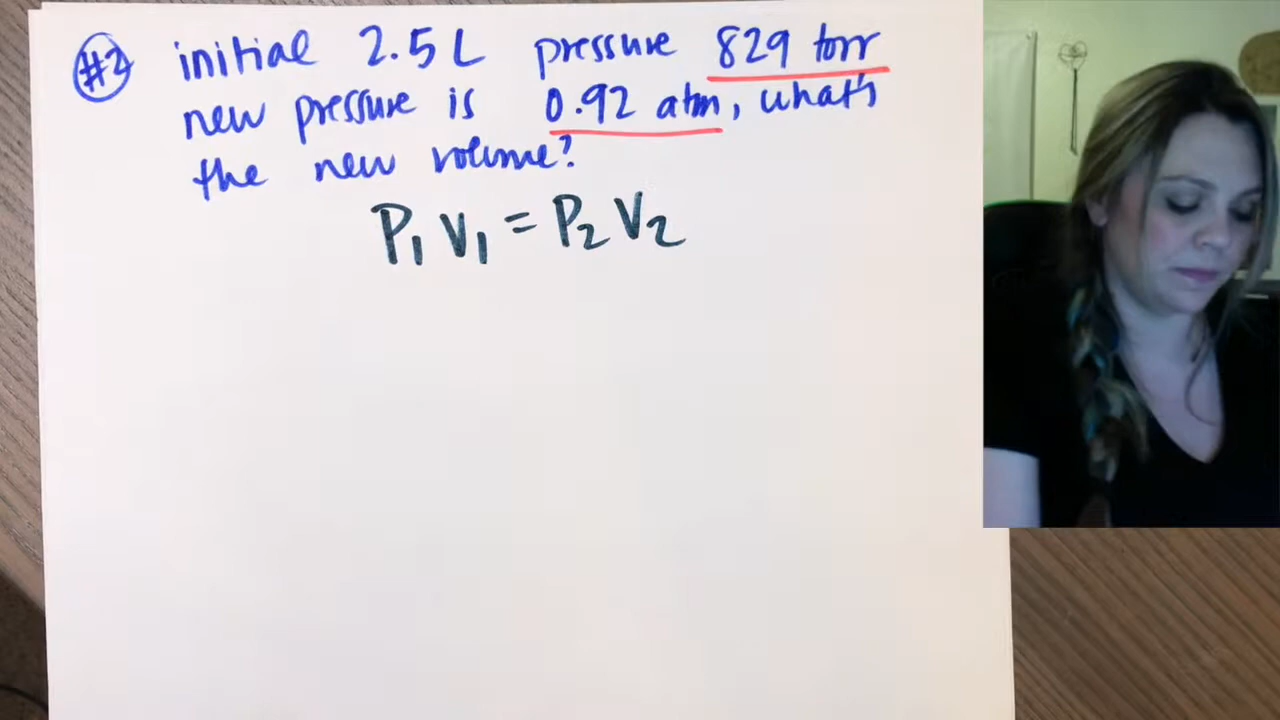 #2 initial 2.5 L pressure 829 torr
new pressure is 0.92 atm, what's
the new volume?
P₁ V₁ = P₂ V₂